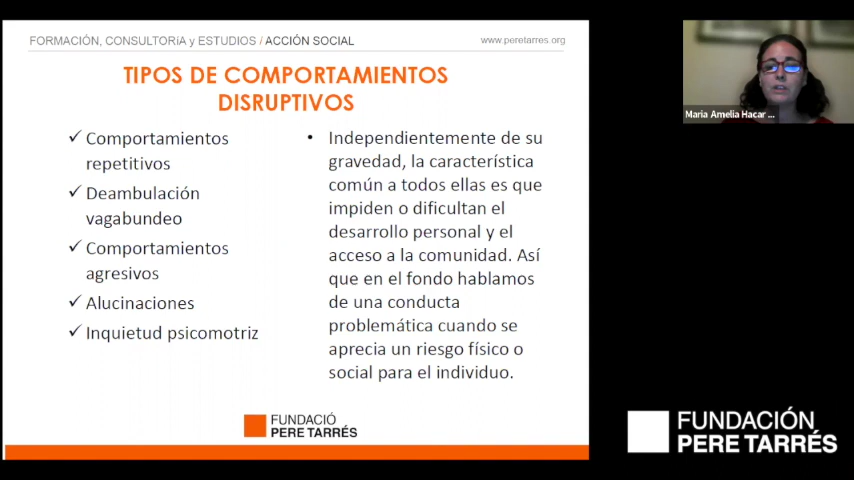 FORMACIÓN, CONSULTORíA y ESTUDIOS / ACCIÓN SOCIAL
www.peretarres.org
TIPOS DE COMPORTAMIENTOS
DISRUPTIVOS
✓ Comportamientos
repetitivos
✓ Deambulación
vagabundeo
✓ Comportamientos
agresivos
✓ Alucinaciones
✓ Inquietud psicomotriz
• Independientemente de su
gravedad, la característica
común a todos ellas es que
impiden o dificultan el
desarrollo personal y el
acceso a la comunidad. Así
que en el fondo hablamos
de una conducta
problemática cuando se
aprecia un riesgo físico o
social para el individuo.
FUNDACIÓ
PERE TARRÉS
Maria Amelia Hacar ...
FUNDACIÓN
PERE TARRÉS